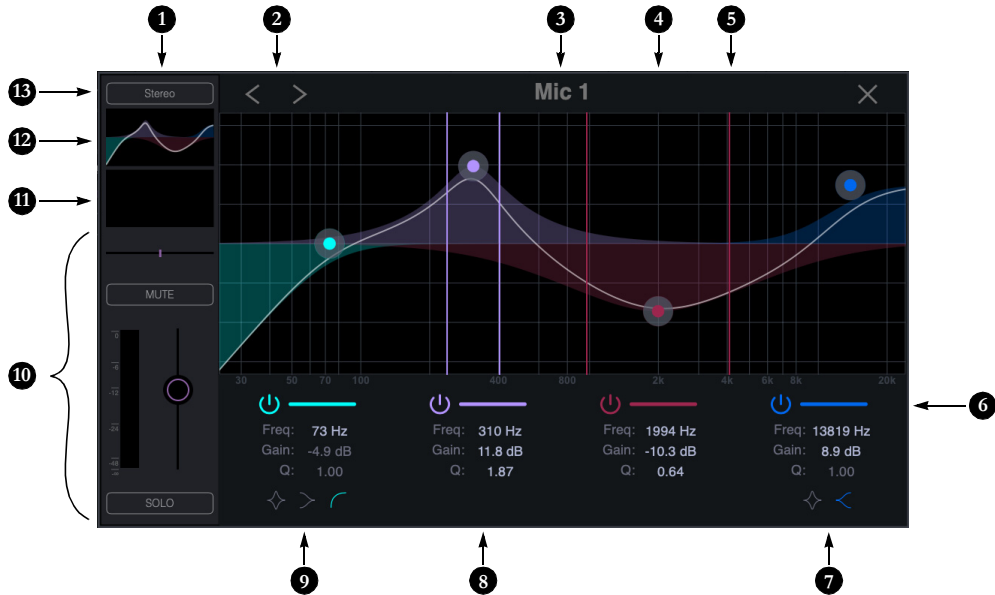 1 2 3 4 5
13 Stereo Mic 1
12
11
MUTE
10
0
-6
-12
-24
-48
30 50 70 100 400 800 2k 4k 6k 8k 20k
6
Freq: 73 Hz Freq: 310 Hz Freq: 1994 Hz Freq: 13819 Hz
Gain: -4.9 dB Gain: 11.8 dB Gain: -10.3 dB Gain: 8.9 dB
Q: 1.00 Q: 1.87 Q: 0.64 Q: 1.00
SOLO
9 8 7